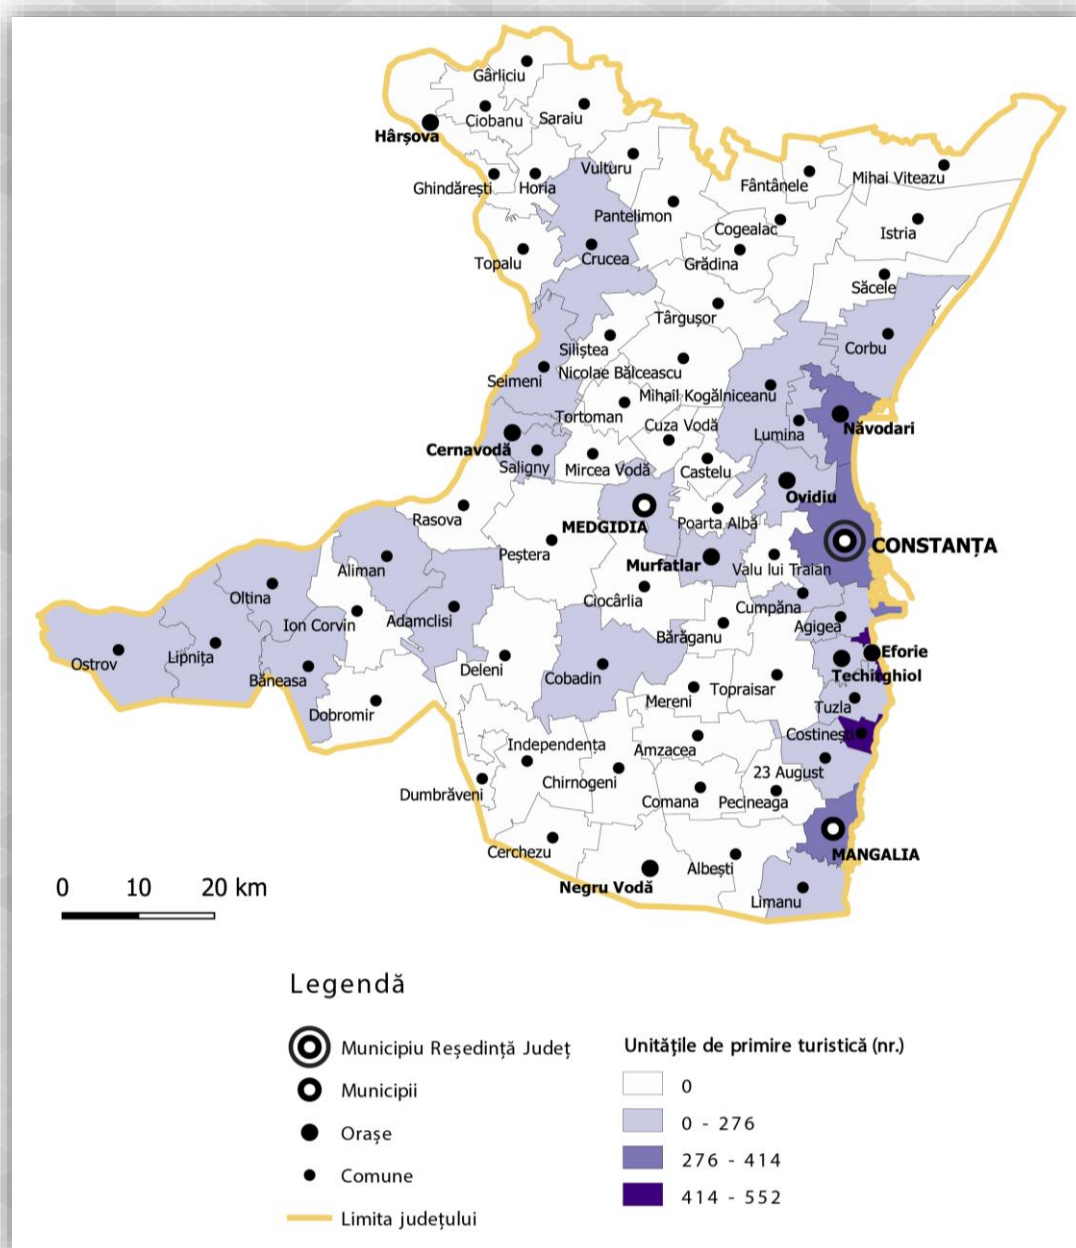 Gârliciu
Ciobanu
Saraiu
Hârșova
Vulturu
Ghindărești
Horia
Fântânele
Mihai Viteazu
Pantelimon
Cogealac
Istria
Topalu
Crucea
Grădina
Săcele
Târgușor
Siliștea
Corbu
Seimeni
Nicolae Bălcescu
Mihail Kogălniceanu
Tortoman
Cuza Vodă
Lumina
Năvodari
Cernavodă
Saligny
Mircea Vodă
Castelu
Ovidiu
Rasova
MEDGIDIA
Poarta Albă
CONSTANȚA
Peștera
Murfatlar
Valu lui Traian
Aliman
Oltina
Ciocârlia
Cumpăna
Ion Corvin
Adamclisi
Agigea
Bărăganu
Ostrov
Lipnița
Eforie
Băneasa
Deleni
Cobadin
Techirghiol
Mereni
Topraisar
Tuzla
Dobromir
Costinești
Independența
Amzacea
23 August
Dumbrăveni
Chirnogeni
Comana
Pecineaga
Cerchezu
MANGALIA
Albești
Negru Vodă
Limanu
0 10 20 km
Legendă
Municipiu Reședință Județ
Municipii
Orașe
Comune
Limita județului
Unitățile de primire turistică (nr.)
0
0 - 276
276 - 414
414 - 552